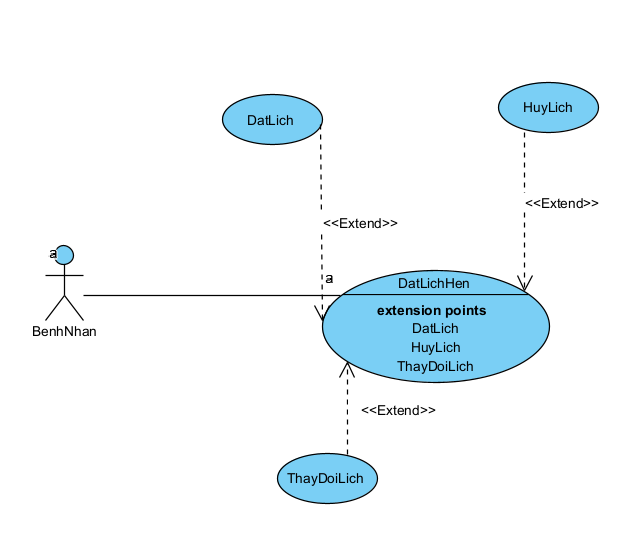 HuyLich
DatLich
<<Extend>>
<<Extend>>
a
a
DatLichHen
extension points
DatLich
HuyLich
ThayDoiLich
BenhNhan
<<Extend>>
ThayDoiLich